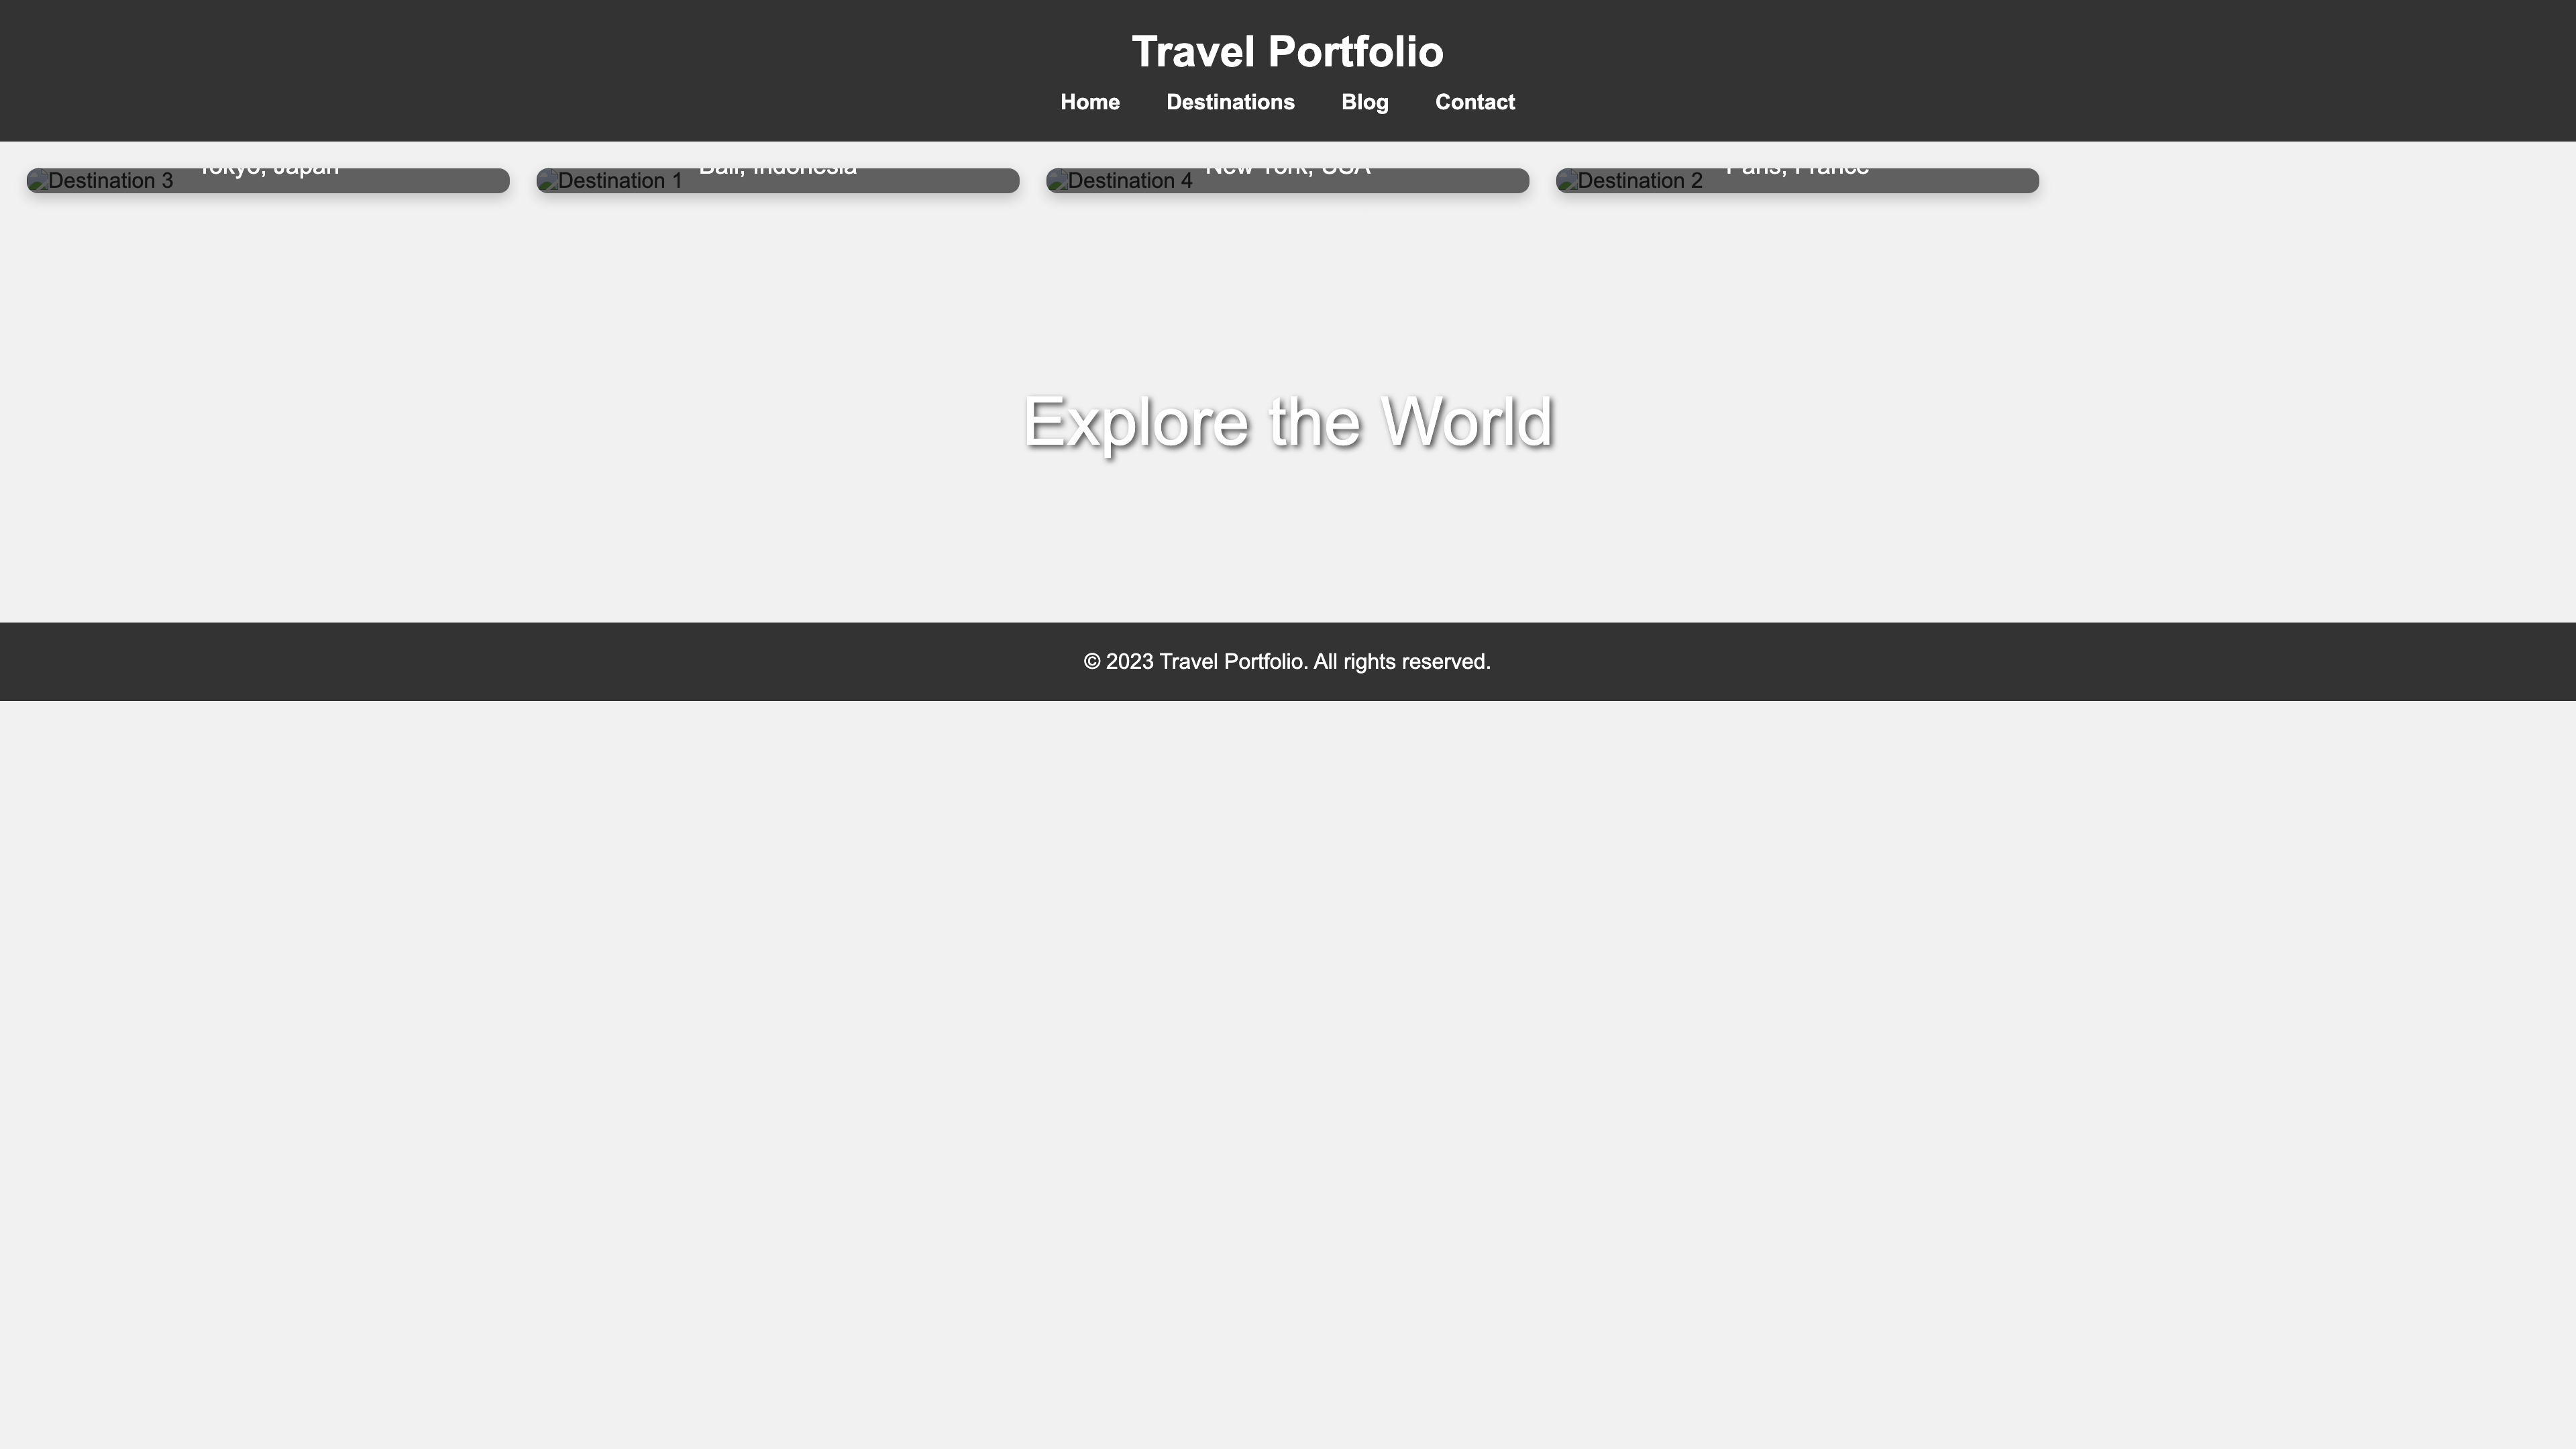 Travel Portfolio
Home Destinations Blog Contact
Destination 3 Tokyo, Japan
Destination 1 Bali, Indonesia
Destination 4 New York, USA
Destination 2 Paris, France
Explore the World
© 2023 Travel Portfolio. All rights reserved.